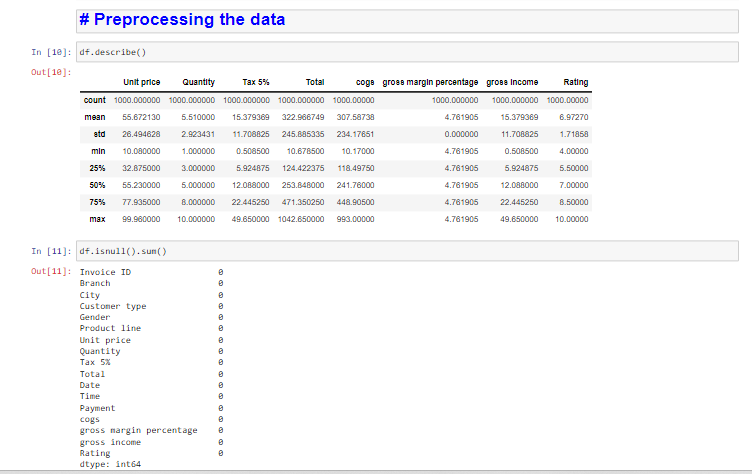 # Preprocessing the data
In [10]: df.describe()
Out[10]:
Unit price Quantity Tax 5% Total cogs gross margin percentage gross income Rating
count 1000.000000 1000.000000 1000.000000 1000.000000 1000.00000 1000.000000 1000.000000 1000.00000
mean 55.672130 5.510000 15.379369 322.966749 307.58738 4.761905 15.379369 6.97270
std 26.494628 2.923431 11.708825 245.885335 234.17651 0.000000 11.708825 1.71858
min 10.080000 1.000000 0.508500 10.678500 10.17000 4.761905 0.508500 4.00000
25% 32.875000 3.000000 5.924875 124.422375 118.49750 4.761905 5.924875 5.50000
50% 55.230000 5.000000 12.088000 253.848000 241.76000 4.761905 12.088000 7.00000
75% 77.935000 8.000000 22.445250 471.350250 448.90500 4.761905 22.445250 8.50000
max 99.960000 10.000000 49.650000 1042.650000 993.00000 4.761905 49.650000 10.00000
In [11]: df.isnull().sum()
Out[11]: Invoice ID 0
Branch 0
City 0
Customer type 0
Gender 0
Product line 0
Unit price 0
Quantity 0
Tax 5% 0
Total 0
Date 0
Time 0
Payment 0
cogs 0
gross margin percentage 0
gross income 0
Rating 0
dtype: int64